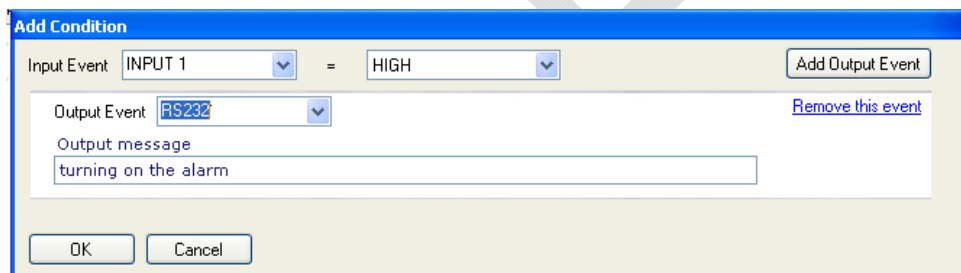 Add Condition
Input Event INPUT 1 = HIGH Add Output Event
Output Event RS232 Remove this event
Output message
turning on the alarm
OK Cancel